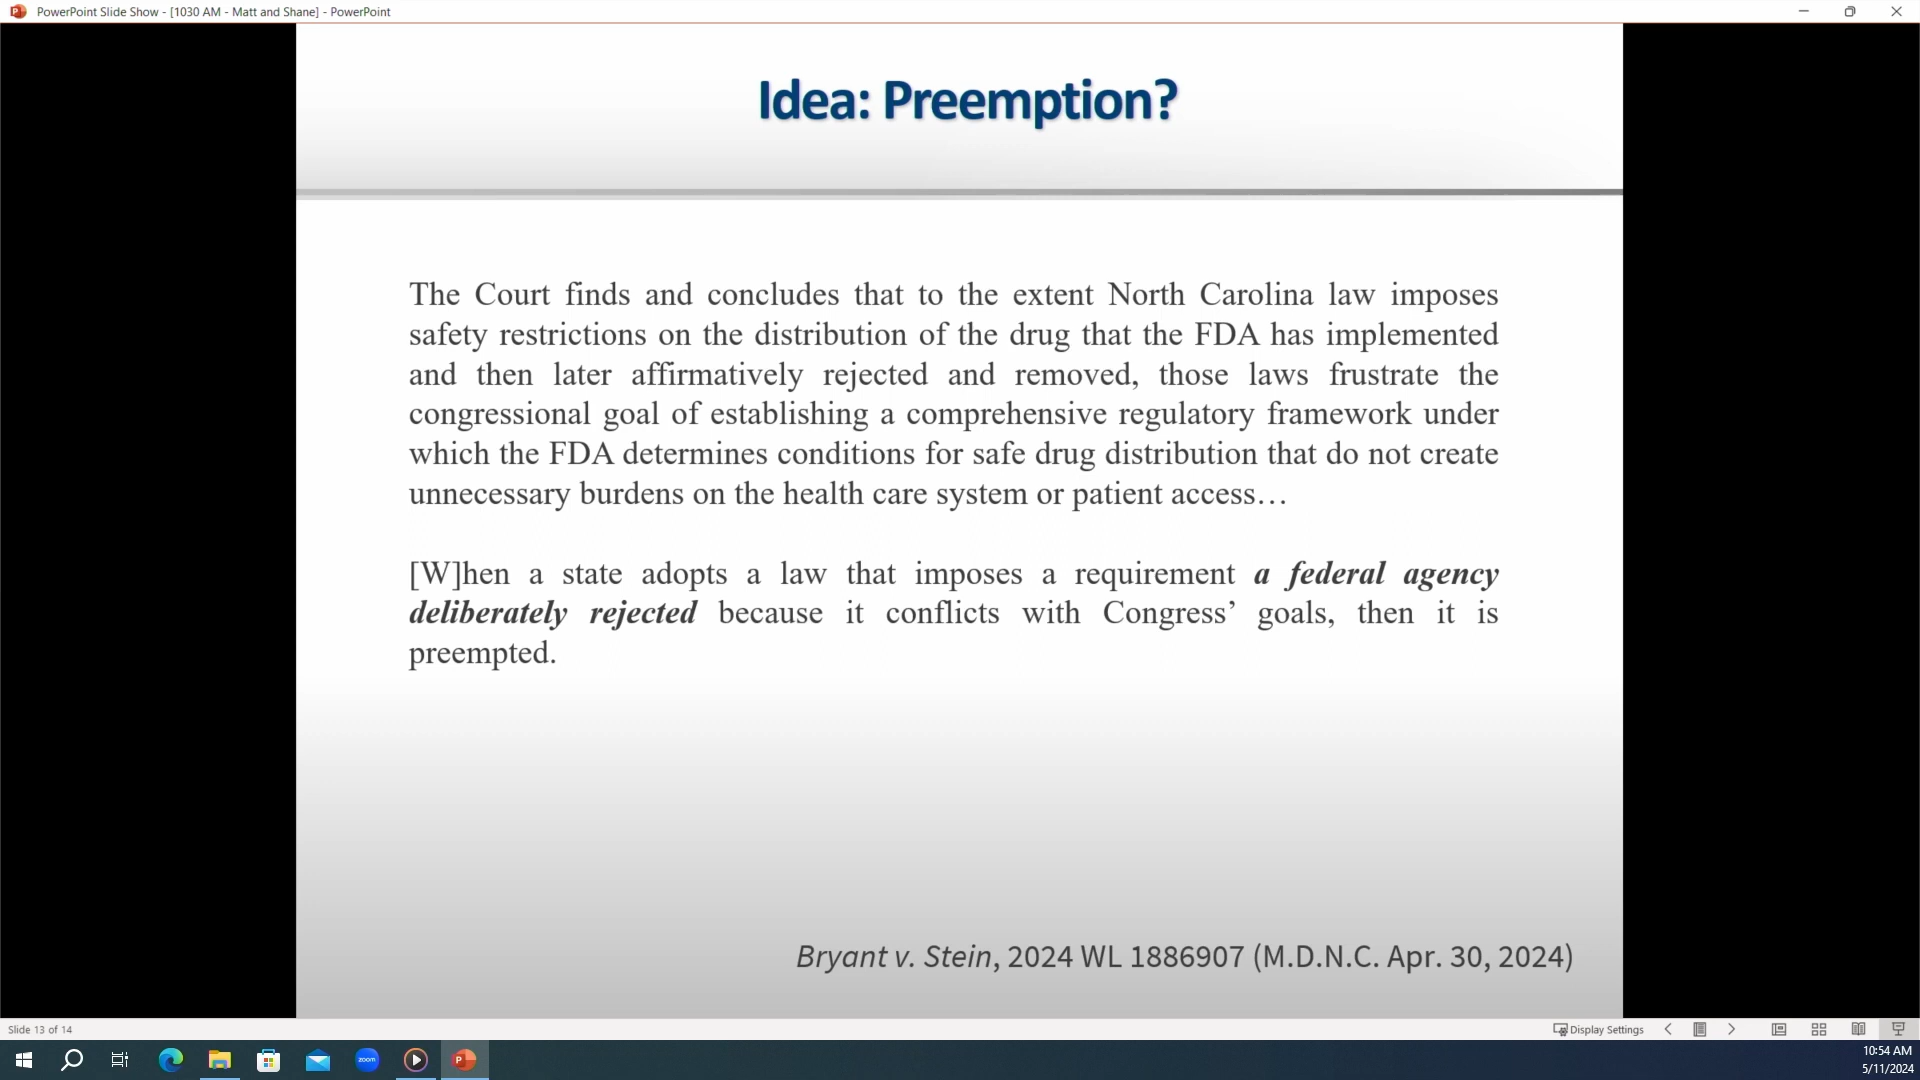 PowerPoint Slide Show - [1030 AM - Matt and Shane] - PowerPoint
Idea: Preemption?
The Court finds and concludes that to the extent North Carolina law imposes
safety restrictions on the distribution of the drug that the FDA has implemented
and then later affirmatively rejected and removed, those laws frustrate the
congressional goal of establishing a comprehensive regulatory framework under
which the FDA determines conditions for safe drug distribution that do not create
unnecessary burdens on the health care system or patient access…
[W]hen a state adopts a law that imposes a requirement a federal agency
deliberately rejected because it conflicts with Congress’ goals, then it is
preempted.
Bryant v. Stein, 2024 WL 1886907 (M.D.N.C. Apr. 30, 2024)
Slide 13 of 14
Display Settings
zoom
10:54 AM
5/11/2024